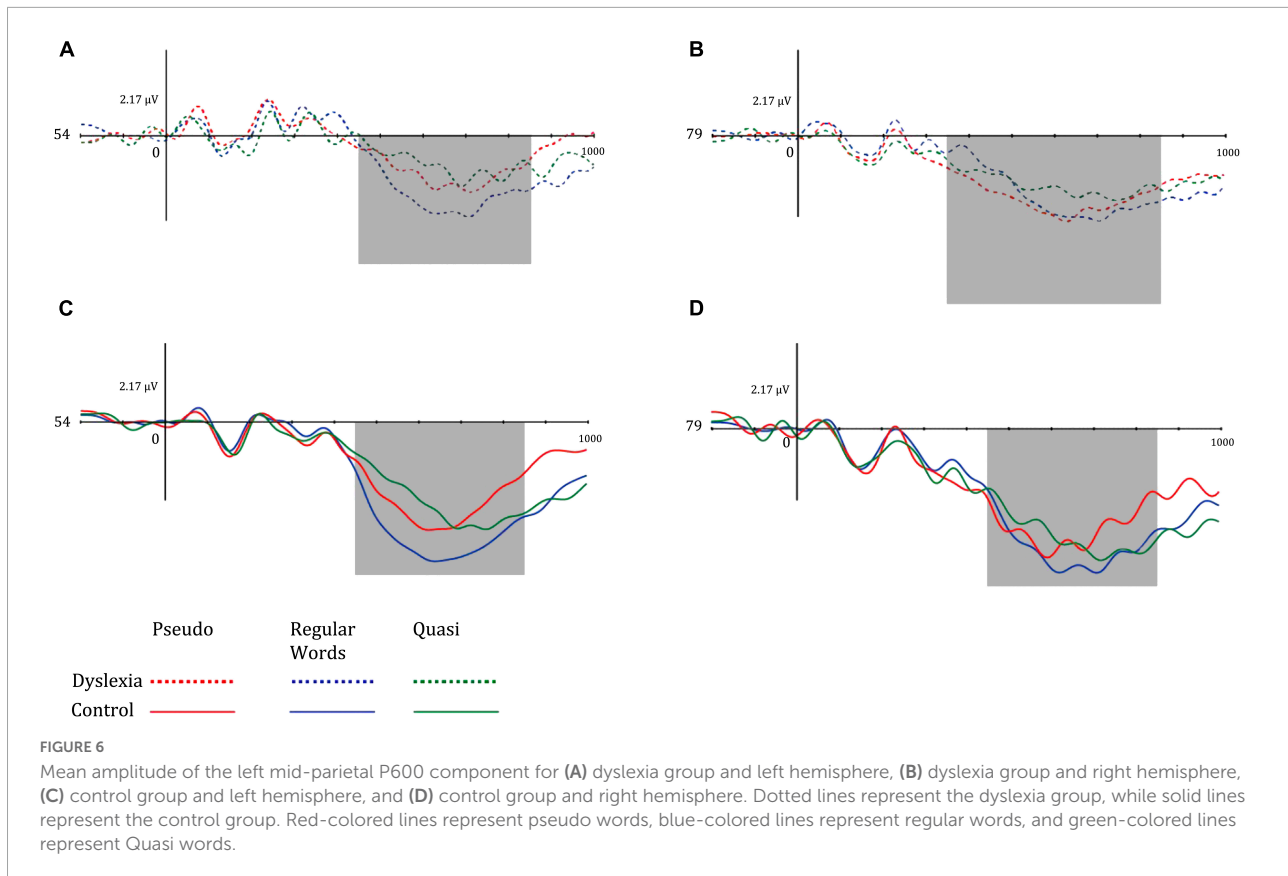 A
2.17 µV
54
0
1000
B
2.17 µV
79
0
1000
C
2.17 µV
54
0
1000
D
2.17 µV
79
0
1000
Pseudo Regular Words Quasi
Dyslexia
Control
FIGURE 6
Mean amplitude of the left mid-parietal P600 component for (A) dyslexia group and left hemisphere, (B) dyslexia group and right hemisphere,
(C) control group and left hemisphere, and (D) control group and right hemisphere. Dotted lines represent the dyslexia group, while solid lines
represent the control group. Red-colored lines represent pseudo words, blue-colored lines represent regular words, and green-colored lines
represent Quasi words.